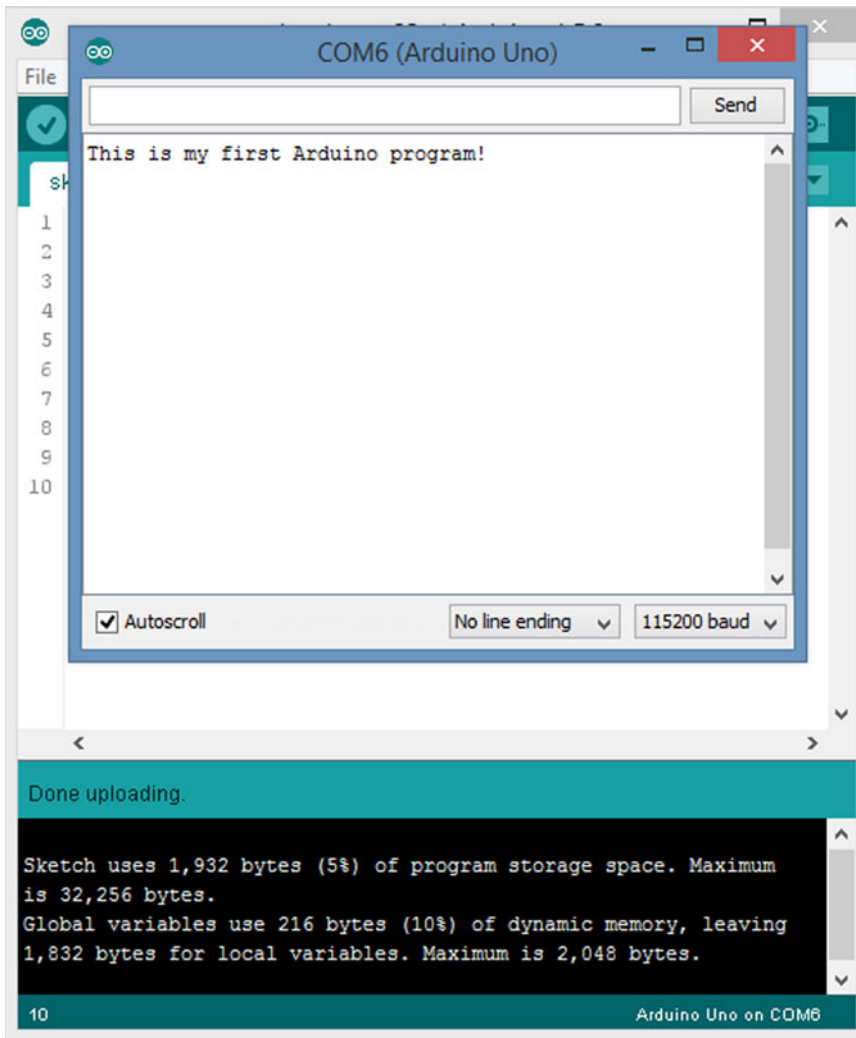 COM6 (Arduino Uno)
File
Send
This is my first Arduino program!
1
2
3
4
5
6
7
8
9
10
Autoscroll
No line ending
115200 baud
Done uploading.
Sketch uses 1,932 bytes (5%) of program storage space. Maximum
is 32,256 bytes.
Global variables use 216 bytes (10%) of dynamic memory, leaving
1,832 bytes for local variables. Maximum is 2,048 bytes.
10
Arduino Uno on COM6